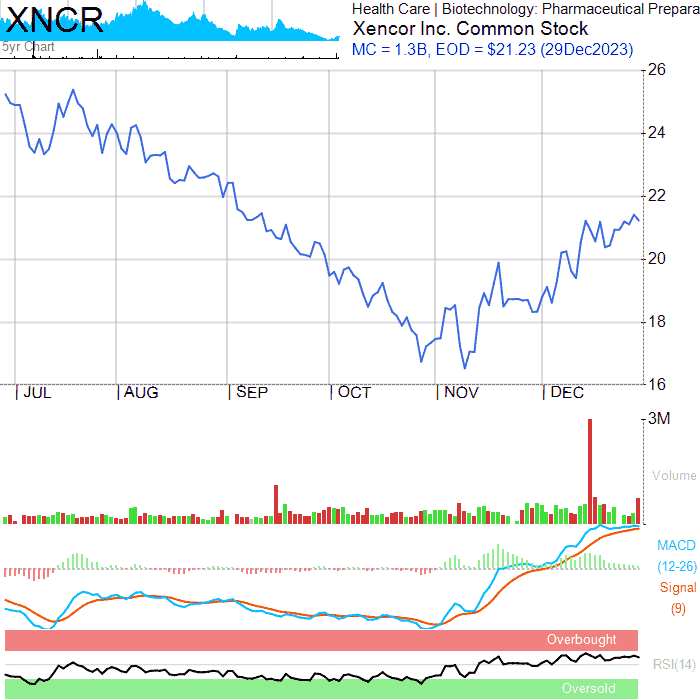 XNCR
5yr Chart
Health Care | Biotechnology: Pharmaceutical Prepara
Xencor Inc. Common Stock
MC = 1.3B, EOD = $21.23 (29Dec2023)
26
24
22
20
18
16
JUL AUG SEP OCT NOV DEC
3M
Volume
MACD
(12-26)
Signal
(9)
Overbought
RSI(14)
Oversold